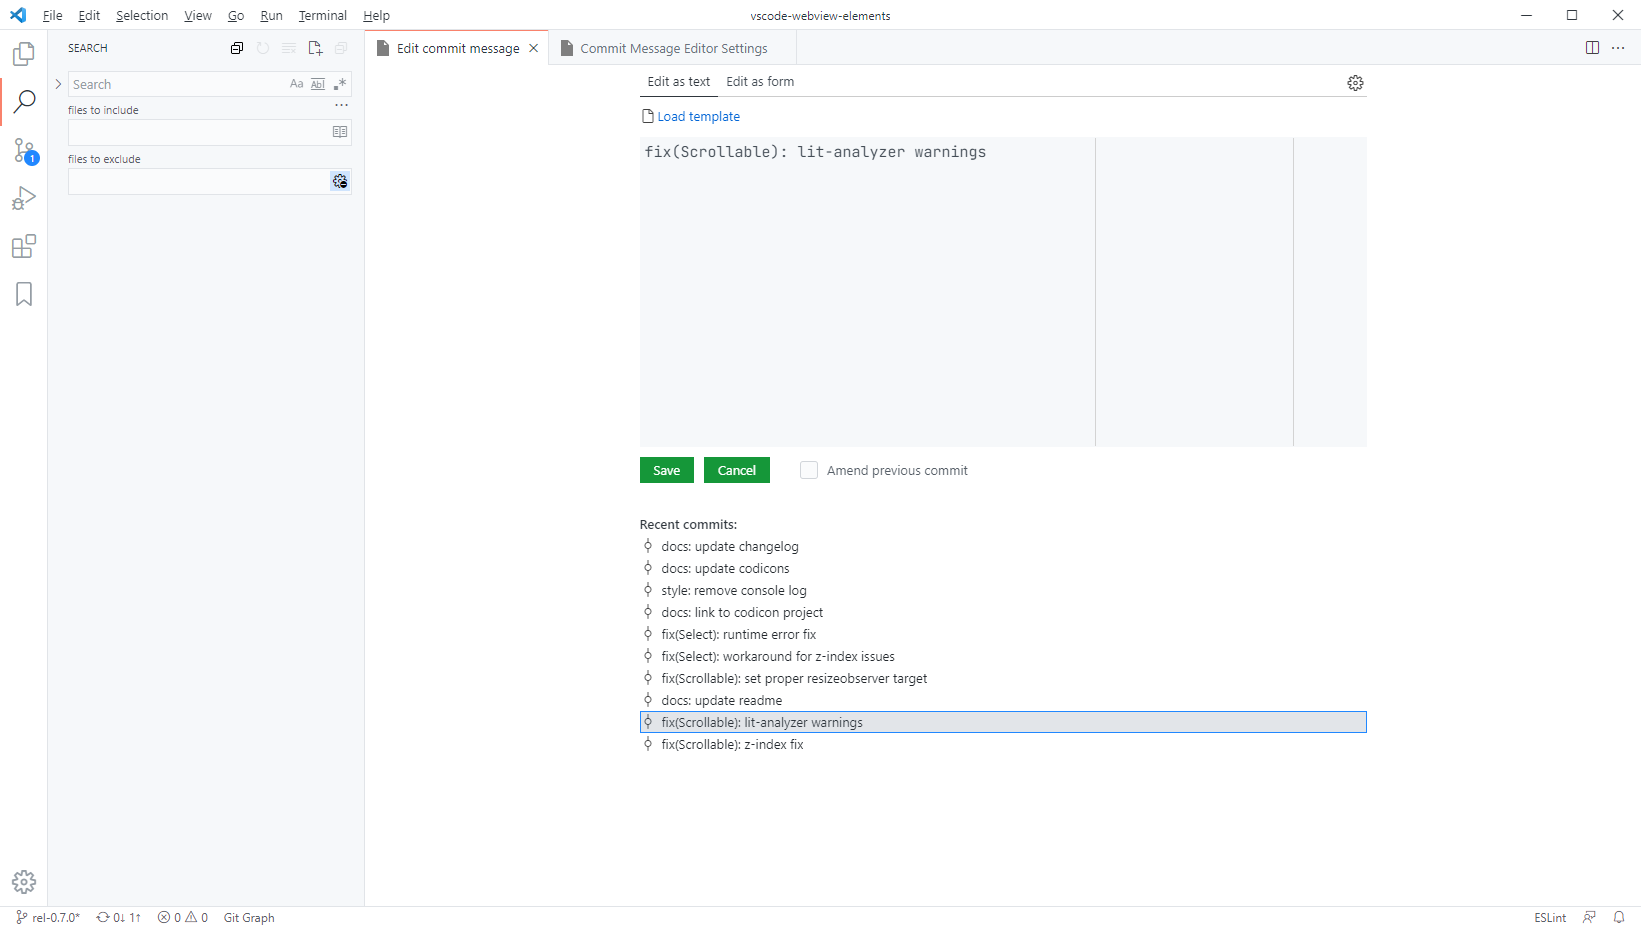 File Edit Selection View Go Run Terminal Help
vscode-webview-elements
SEARCH
Edit commit message
Commit Message Editor Settings
Search
Aa
Abl
.*
files to include
files to exclude
1
Edit as text
Edit as form
Load template
fix(Scrollable): lit-analyzer warnings
Save
Cancel
Amend previous commit
Recent commits:
docs: update changelog
docs: update codicons
style: remove console log
docs: link to codicon project
fix(Select): runtime error fix
fix(Select): workaround for z-index issues
fix(Scrollable): set proper resizeobserver target
docs: update readme
fix(Scrollable): lit-analyzer warnings
fix(Scrollable): z-index fix
rel-0.7.0* 0↓ 1↑ 0 0 Git Graph
ESLint